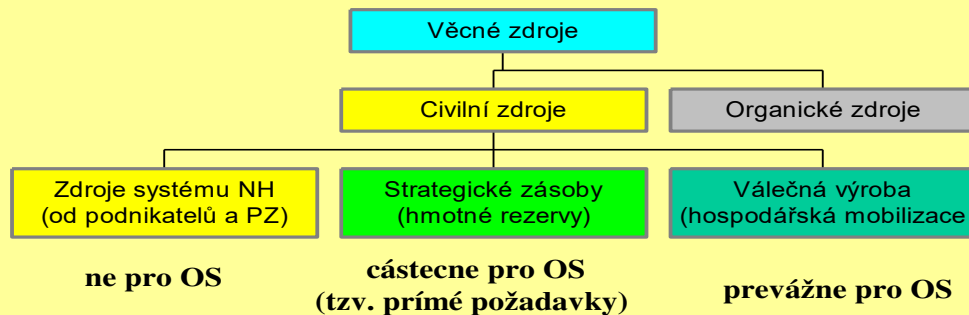 Věcné zdroje
Civilní zdroje
Organické zdroje
Zdroje systému NH
(od podnikatelů a PZ)
Strategické zásoby
(hmotné rezervy)
Válečná výroba
(hospodářská mobilizace
ne pro OS
cástecne pro OS
(tzv. prímé požadavky)
prevážne pro OS